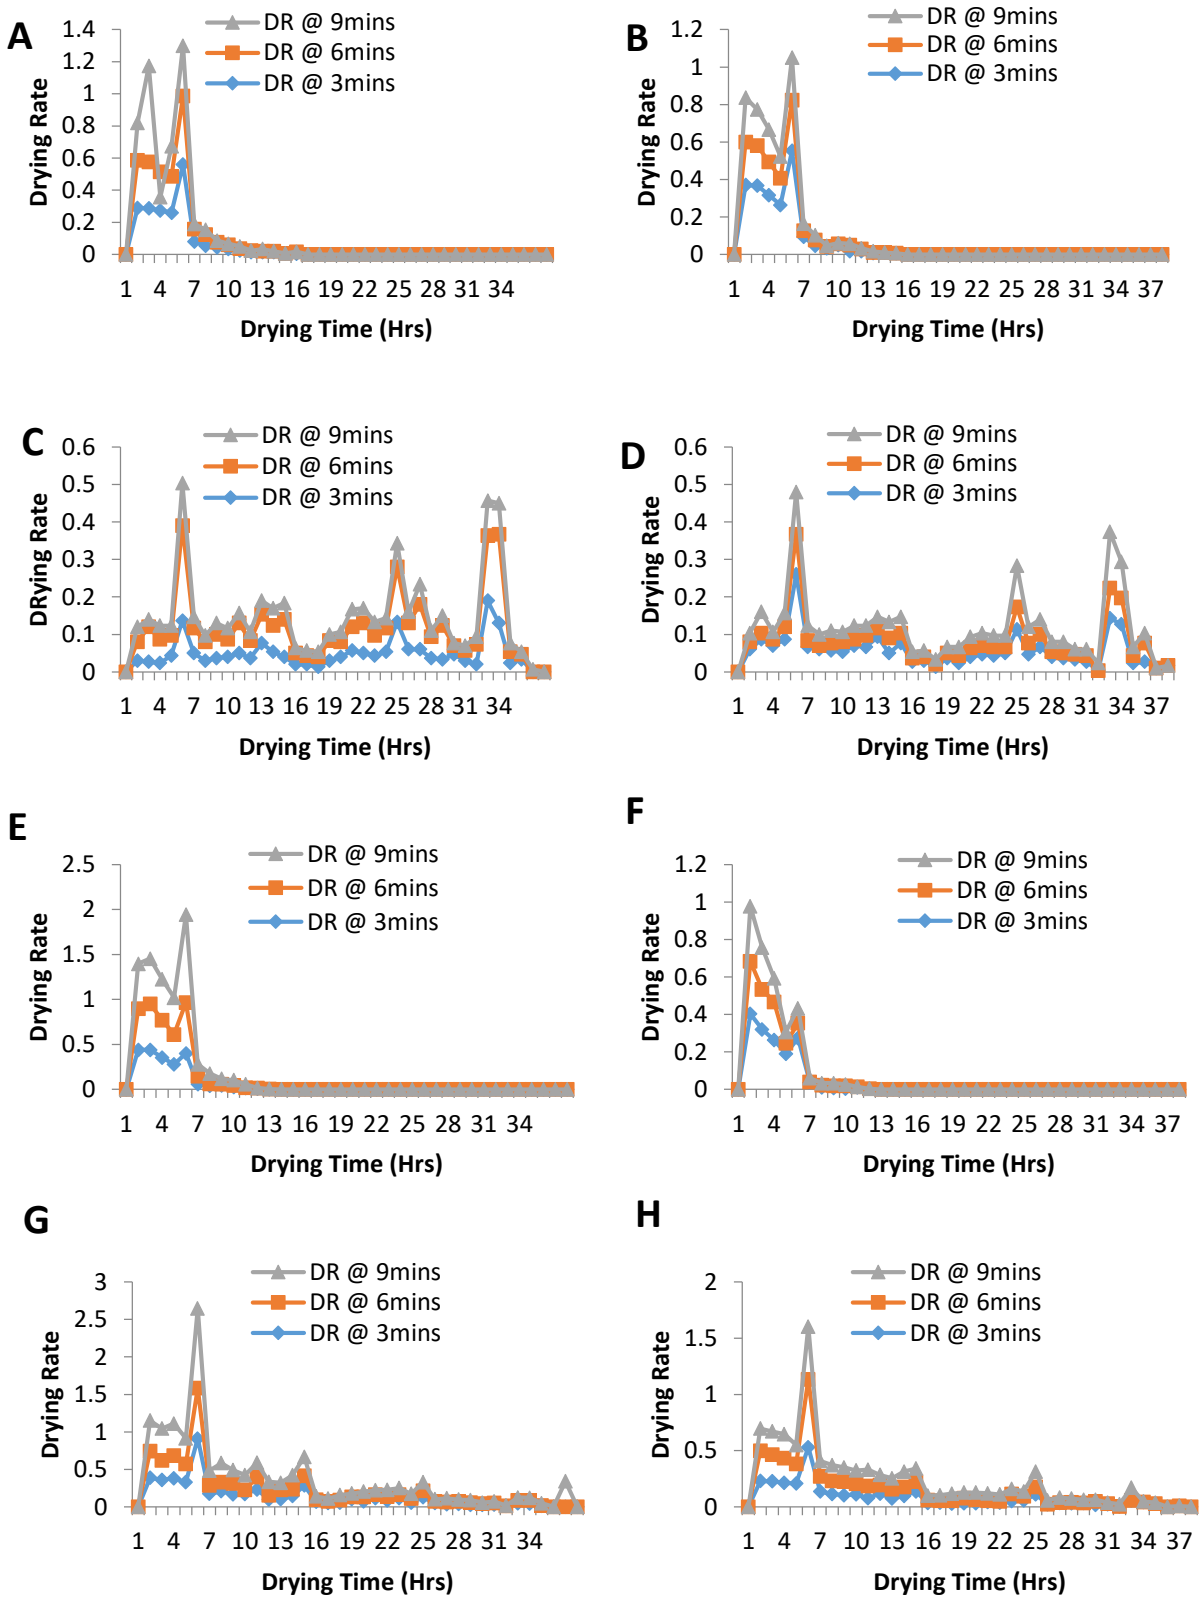 A
DR @ 9mins
DR @ 6mins
DR @ 3mins
Drying Rate
1.4
1.2
1
0.8
0.6
0.4
0.2
0
1 4 7 10 13 16 19 22 25 28 31 34
Drying Time (Hrs)
B
DR @ 9mins
DR @ 6mins
DR @ 3mins
Drying Rate
1.2
1
0.8
0.6
0.4
0.2
0
1 4 7 10 13 16 19 22 25 28 31 34 37
Drying Time (Hrs)
C
DR @ 9mins
DR @ 6mins
DR @ 3mins
DRying Rate
0.6
0.5
0.4
0.3
0.2
0.1
0
1 4 7 10 13 16 19 22 25 28 31 34
Drying Time (Hrs)
D
DR @ 9mins
DR @ 6mins
DR @ 3mins
Drying Rate
0.6
0.5
0.4
0.3
0.2
0.1
0
1 4 7 10 13 16 19 22 25 28 31 34 37
Drying Time (Hrs)
E
DR @ 9mins
DR @ 6mins
DR @ 3mins
Drying Rate
2.5
2
1.5
1
0.5
0
1 4 7 10 13 16 19 22 25 28 31 34
Drying Time (Hrs)
F
DR @ 9mins
DR @ 6mins
DR @ 3mins
Drying Rate
1.2
1
0.8
0.6
0.4
0.2
0
1 4 7 10 13 16 19 22 25 28 31 34 37
Drying Time (Hrs)
G
DR @ 9mins
DR @ 6mins
DR @ 3mins
Drying Rate
3
2.5
2
1.5
1
0.5
0
1 4 7 10 13 16 19 22 25 28 31 34
Drying Time (Hrs)
H
DR @ 9mins
DR @ 6mins
DR @ 3mins
Drying Rate
2
1.5
1
0.5
0
1 4 7 10 13 16 19 22 25 28 31 34 37
Drying Time (Hrs)